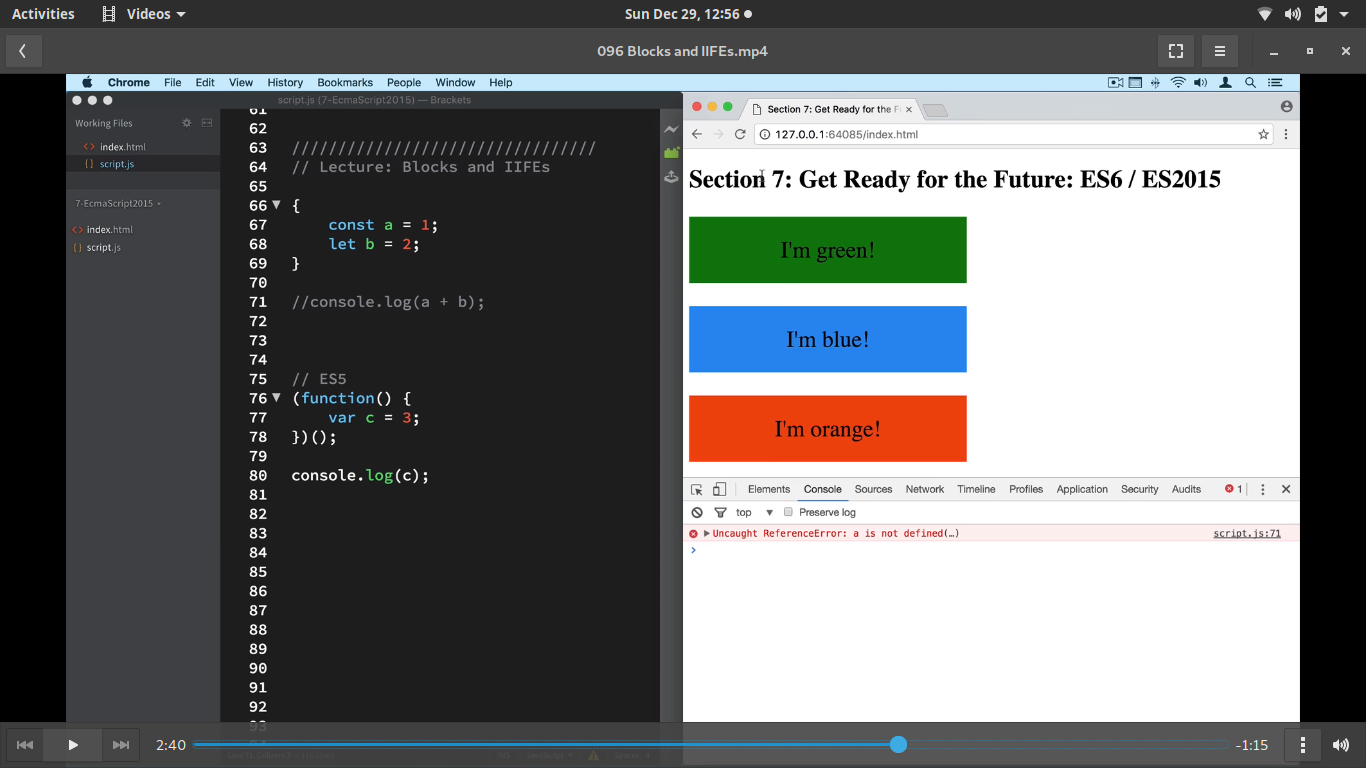 Activities Videos Sun Dec 29, 12:56
096 Blocks and IIFEs.mp4
Chrome File Edit View History Bookmarks People Window Help
script.js (7-EcmaScript2015) — Brackets
Working Files
<> index.html
{} script.js
7-EcmaScript2015
<> index.html
{} script.js
61
62
63 /////////////////////////////////
64 // Lecture: Blocks and IIFEs
65
66 {
67 const a = 1;
68 let b = 2;
69 }
70
71 //console.log(a + b);
72
73
74
75 // ES5
76 (function() {
77 var c = 3;
78 })();
79
80 console.log(c);
81
82
83
84
85
86
87
88
89
90
91
92
93
Section 7: Get Ready for the F
127.0.0.1:64085/index.html
Section 7: Get Ready for the Future: ES6 / ES2015
I'm green!
I'm blue!
I'm orange!
Elements Console Sources Network Timeline Profiles Application Security Audits 1
top Preserve log
Uncaught ReferenceError: a is not defined(…) script.js:71
>
2:40 -1:15